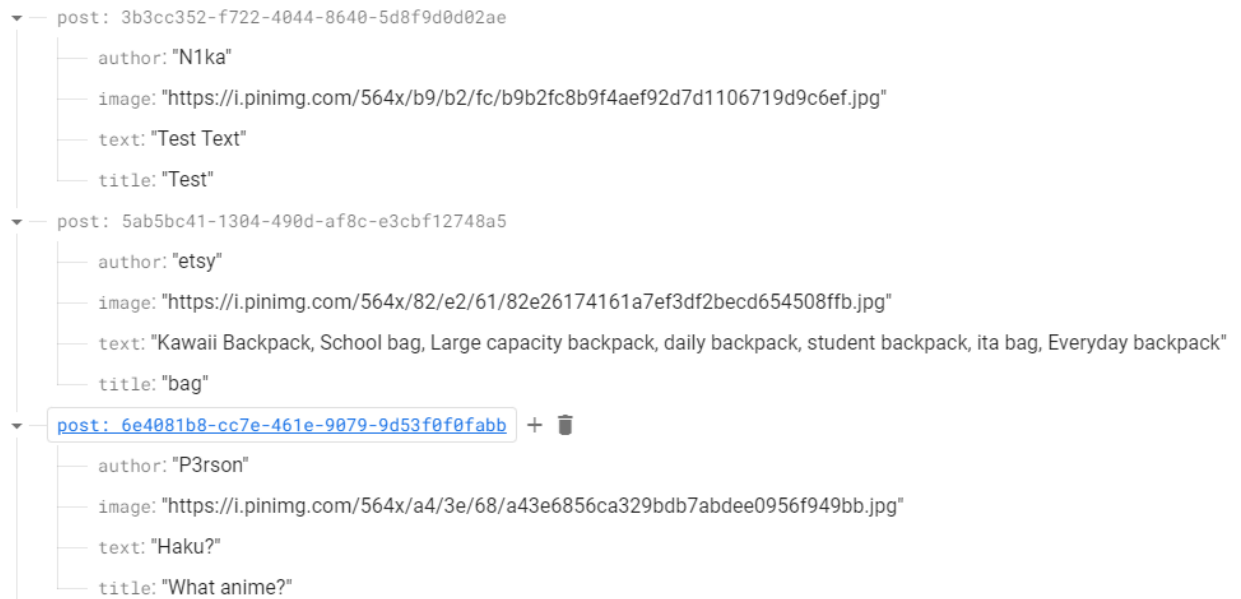 post: 3b3cc352-f722-4044-8640-5d8f9d0d02ae
author: "N1ka"
image: "https://i.pinimg.com/564x/b9/b2/fc/b9b2fc8b9f4aef92d7d1106719d9c6ef.jpg"
text: "Test Text"
title: "Test"
post: 5ab5bc41-1304-490d-af8c-e3cbf12748a5
author: "etsy"
image: "https://i.pinimg.com/564x/82/e2/61/82e26174161a7ef3df2becd654508ffb.jpg"
text: "Kawaii Backpack, School bag, Large capacity backpack, daily backpack, student backpack, ita bag, Everyday backpack"
title: "bag"
post: 6e4081b8-cc7e-461e-9079-9d53f0f0fabb
author: "P3rson"
image: "https://i.pinimg.com/564x/a4/3e/68/a43e6856ca329bdb7abdee0956f949bb.jpg"
text: "Haku?"
title: "What anime?"